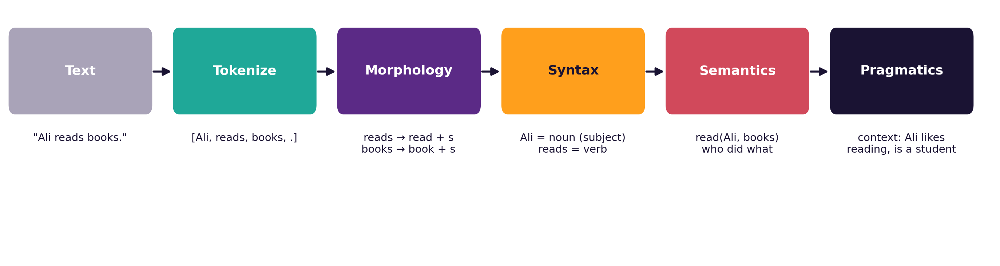 Text
Tokenize
Morphology
Syntax
Semantics
Pragmatics
"Ali reads books."
[Ali, reads, books, .]
reads → read + s
books → book + s
Ali = noun (subject)
reads = verb
read(Ali, books)
who did what
context: Ali likes
reading, is a student